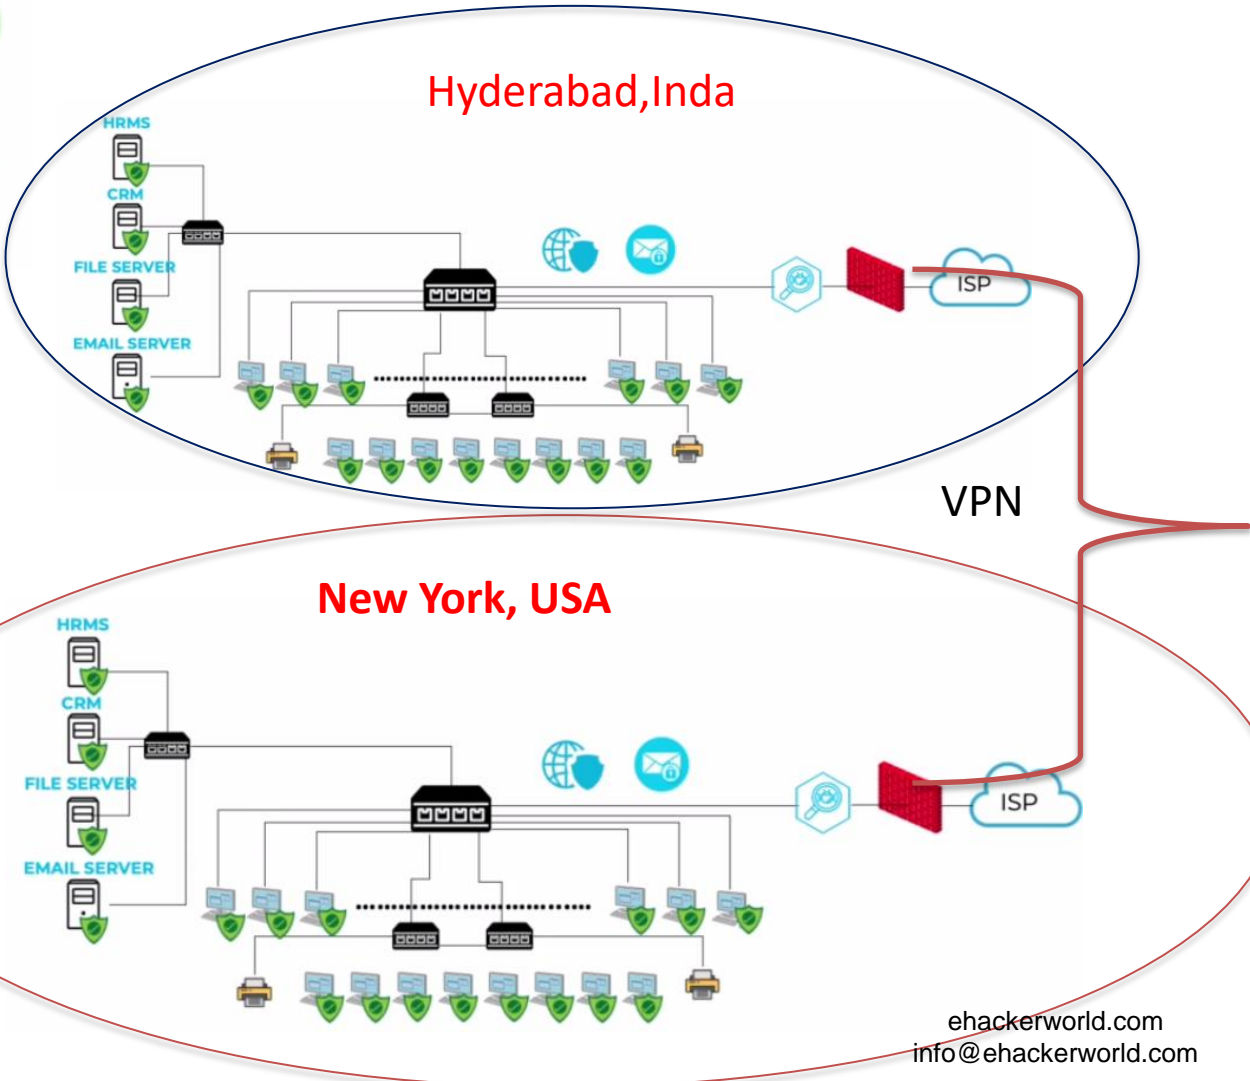 Hyderabad,Inda
HRMS
CRM
FILE SERVER
EMAIL SERVER
ISP
VPN
New York, USA
HRMS
CRM
FILE SERVER
EMAIL SERVER
ISP
ehackerworld.com
info@ehackerworld.com